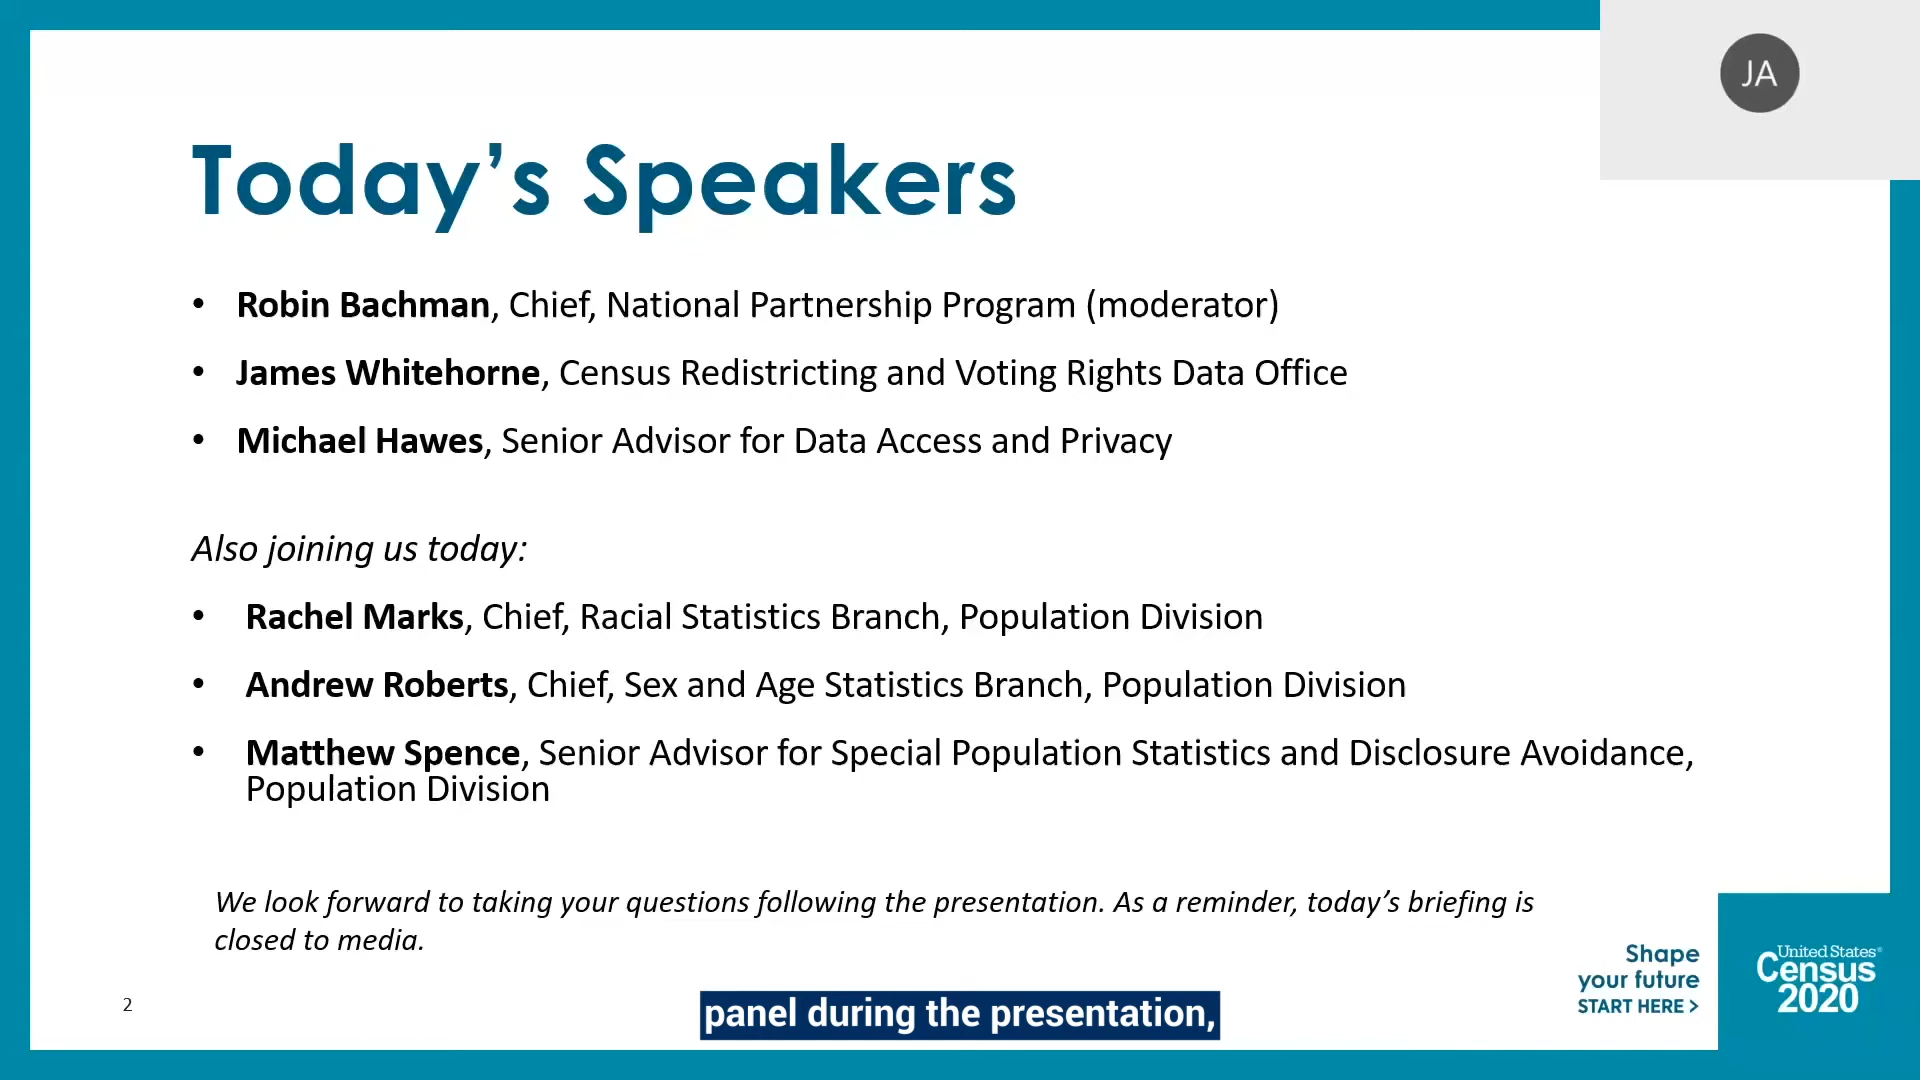 JA
Today’s Speakers
• Robin Bachman, Chief, National Partnership Program (moderator)
• James Whitehorne, Census Redistricting and Voting Rights Data Office
• Michael Hawes, Senior Advisor for Data Access and Privacy
Also joining us today:
• Rachel Marks, Chief, Racial Statistics Branch, Population Division
• Andrew Roberts, Chief, Sex and Age Statistics Branch, Population Division
• Matthew Spence, Senior Advisor for Special Population Statistics and Disclosure Avoidance,
Population Division
We look forward to taking your questions following the presentation. As a reminder, today’s briefing is
closed to media.
Shape
your future
START HERE >
United States®
Census
2020
2
panel during the presentation,